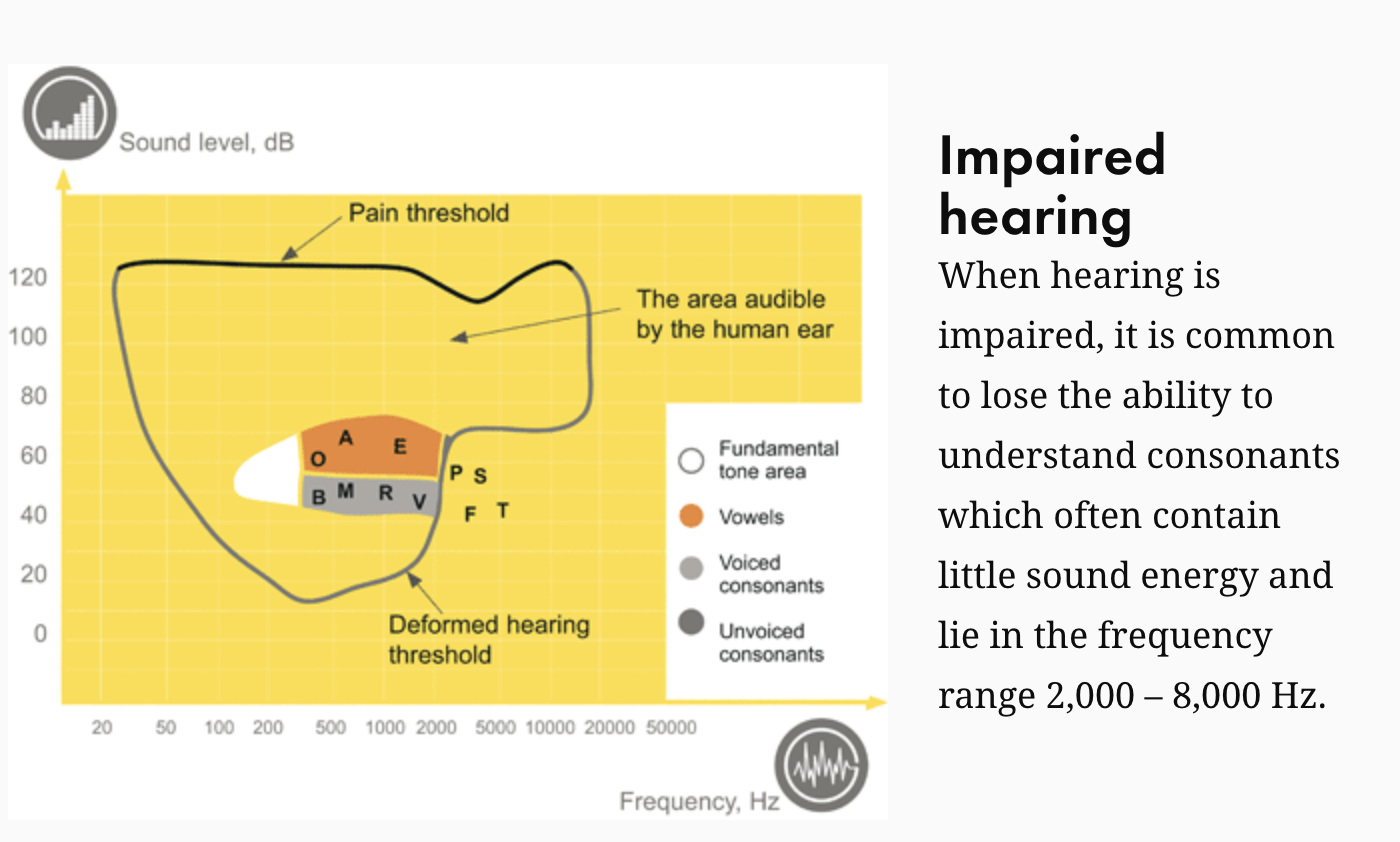 Sound level, dB
Pain threshold
The area audible
by the human ear
120
100
80
60
40
20
0
A
E
O
B
M
R
V
P
S
F
T
Deformed hearing
threshold
Fundamental
tone area
Vowels
Voiced
consonants
Unvoiced
consonants
20 50 100 200 500 1000 2000 5000 10000 20000 50000
Frequency, Hz
Impaired
hearing
When hearing is
impaired, it is common
to lose the ability to
understand consonants
which often contain
little sound energy and
lie in the frequency
range 2,000 – 8,000 Hz.